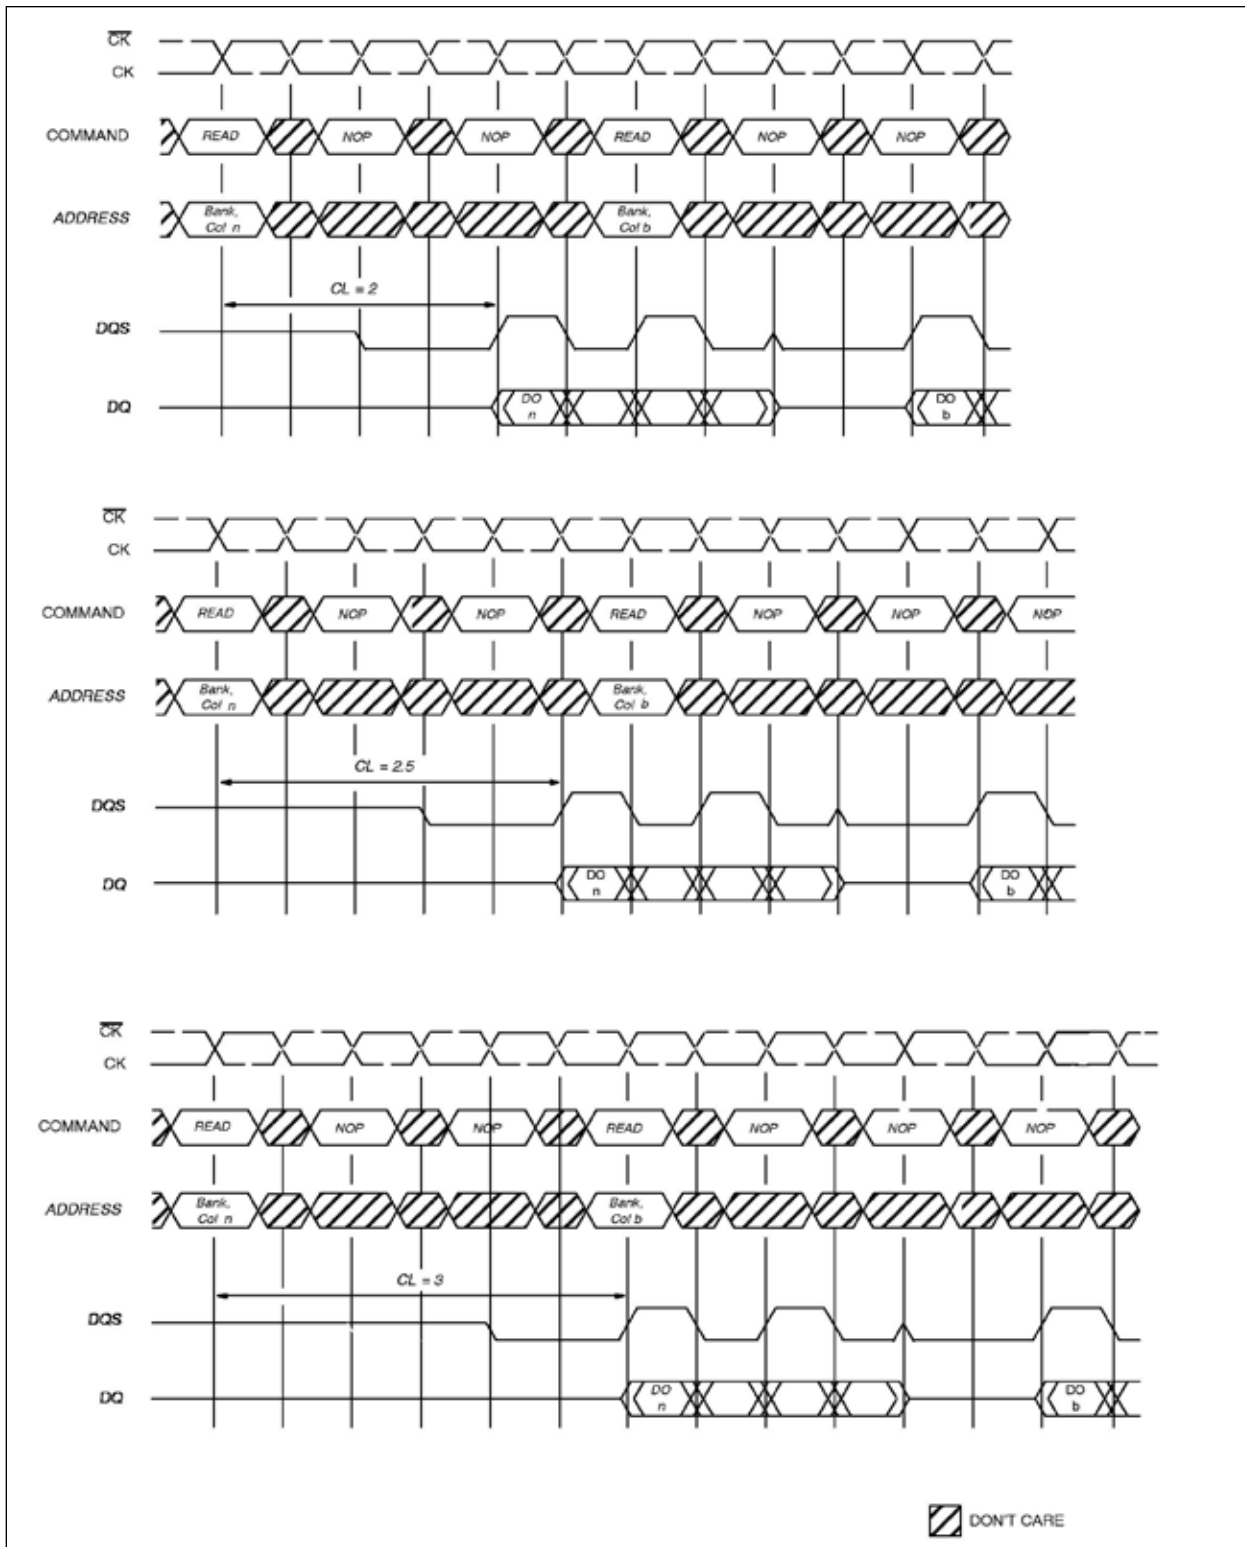 CK
CK
COMMAND READ NOP NOP READ NOP NOP
ADDRESS Bank, Col n Bank, Col b
CL = 2
DQS
DQ DO n DO b
CK
CK
COMMAND READ NOP NOP READ NOP NOP NOP
ADDRESS Bank, Col n Bank, Col b
CL = 2.5
DQS
DQ DO n DO b
CK
CK
COMMAND READ NOP NOP READ NOP NOP NOP
ADDRESS Bank, Col n Bank, Col b
CL = 3
DQS
DQ DO n DO b
DON'T CARE